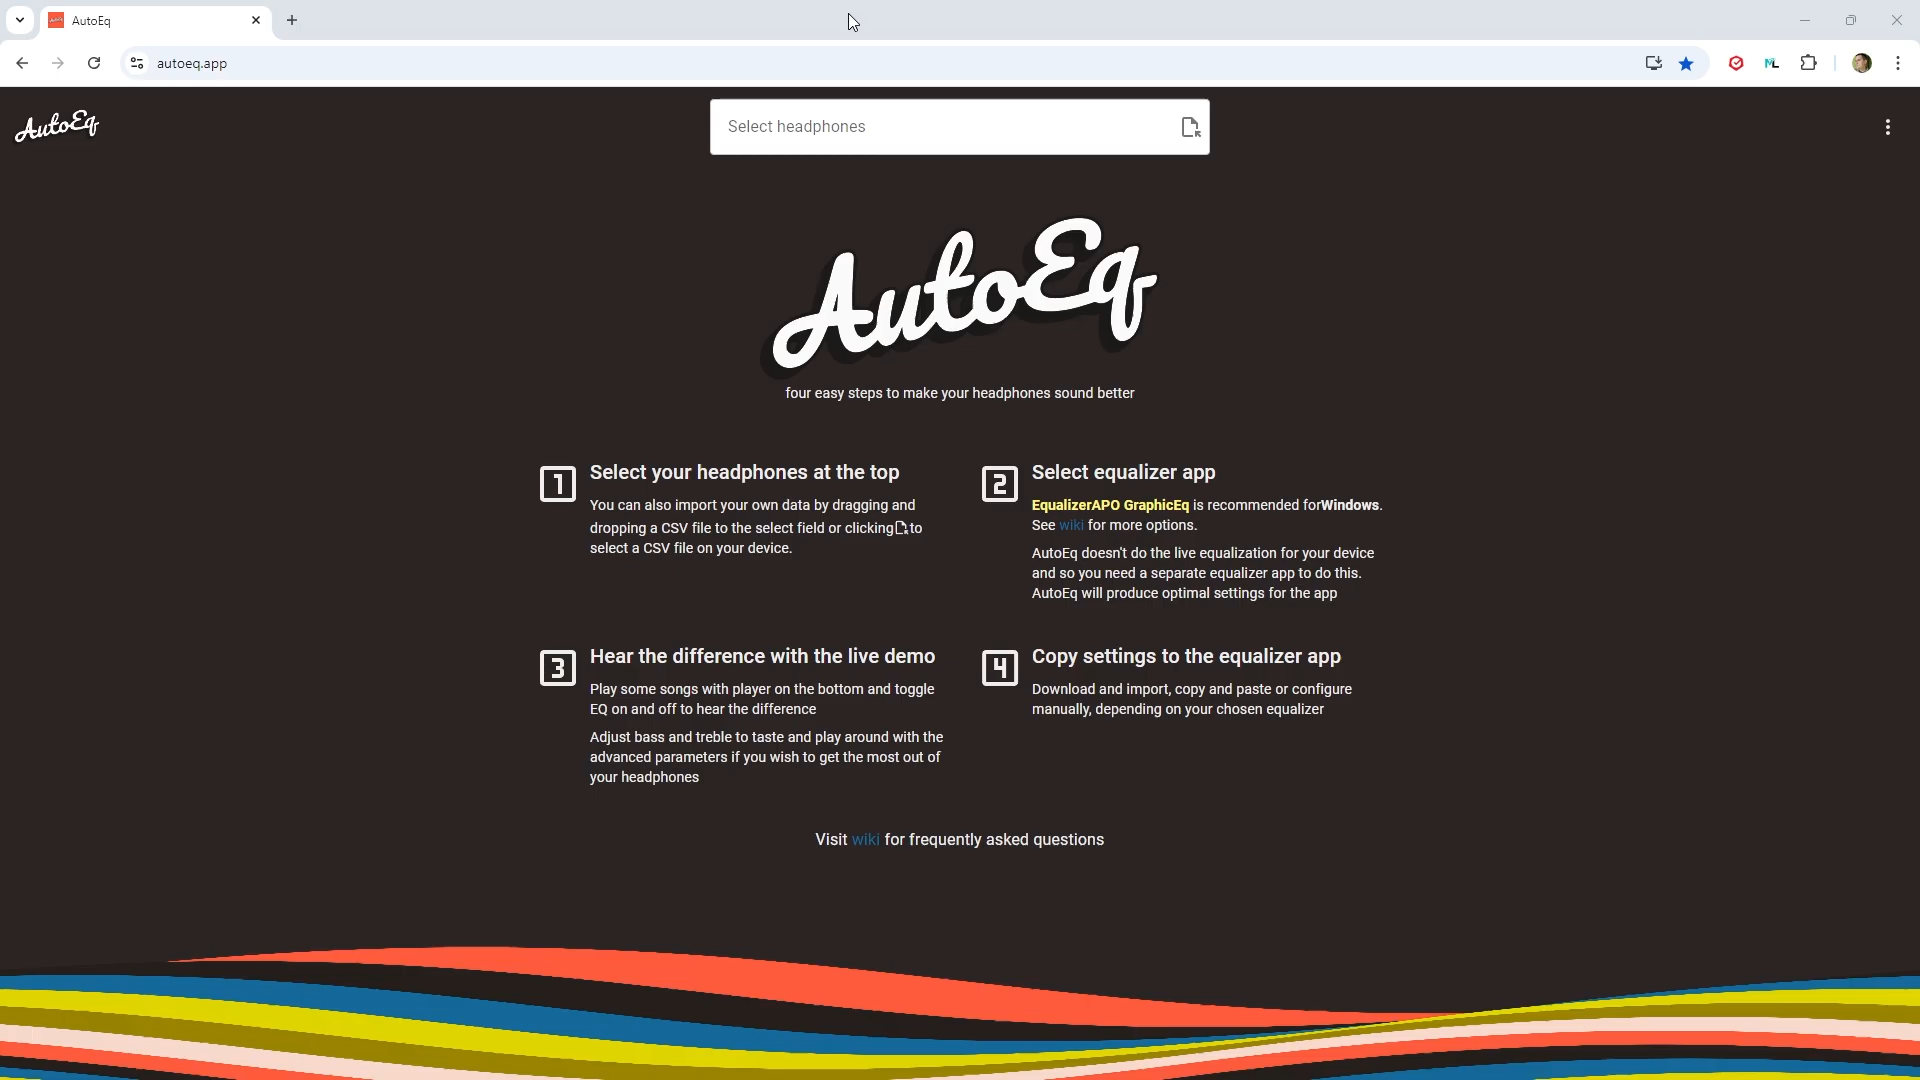 AutoEq
autoeq.app
AutoEq
Select headphones
AutoEq
four easy steps to make your headphones sound better
1 Select your headphones at the top
You can also import your own data by dragging and
dropping a CSV file to the select field or clicking to
select a CSV file on your device.
2 Select equalizer app
EqualizerAPO GraphicEq is recommended forWindows.
See wiki for more options.
AutoEq doesn't do the live equalization for your device
and so you need a separate equalizer app to do this.
AutoEq will produce optimal settings for the app
3 Hear the difference with the live demo
Play some songs with player on the bottom and toggle
EQ on and off to hear the difference
Adjust bass and treble to taste and play around with the
advanced parameters if you wish to get the most out of
your headphones
4 Copy settings to the equalizer app
Download and import, copy and paste or configure
manually, depending on your chosen equalizer
Visit wiki for frequently asked questions